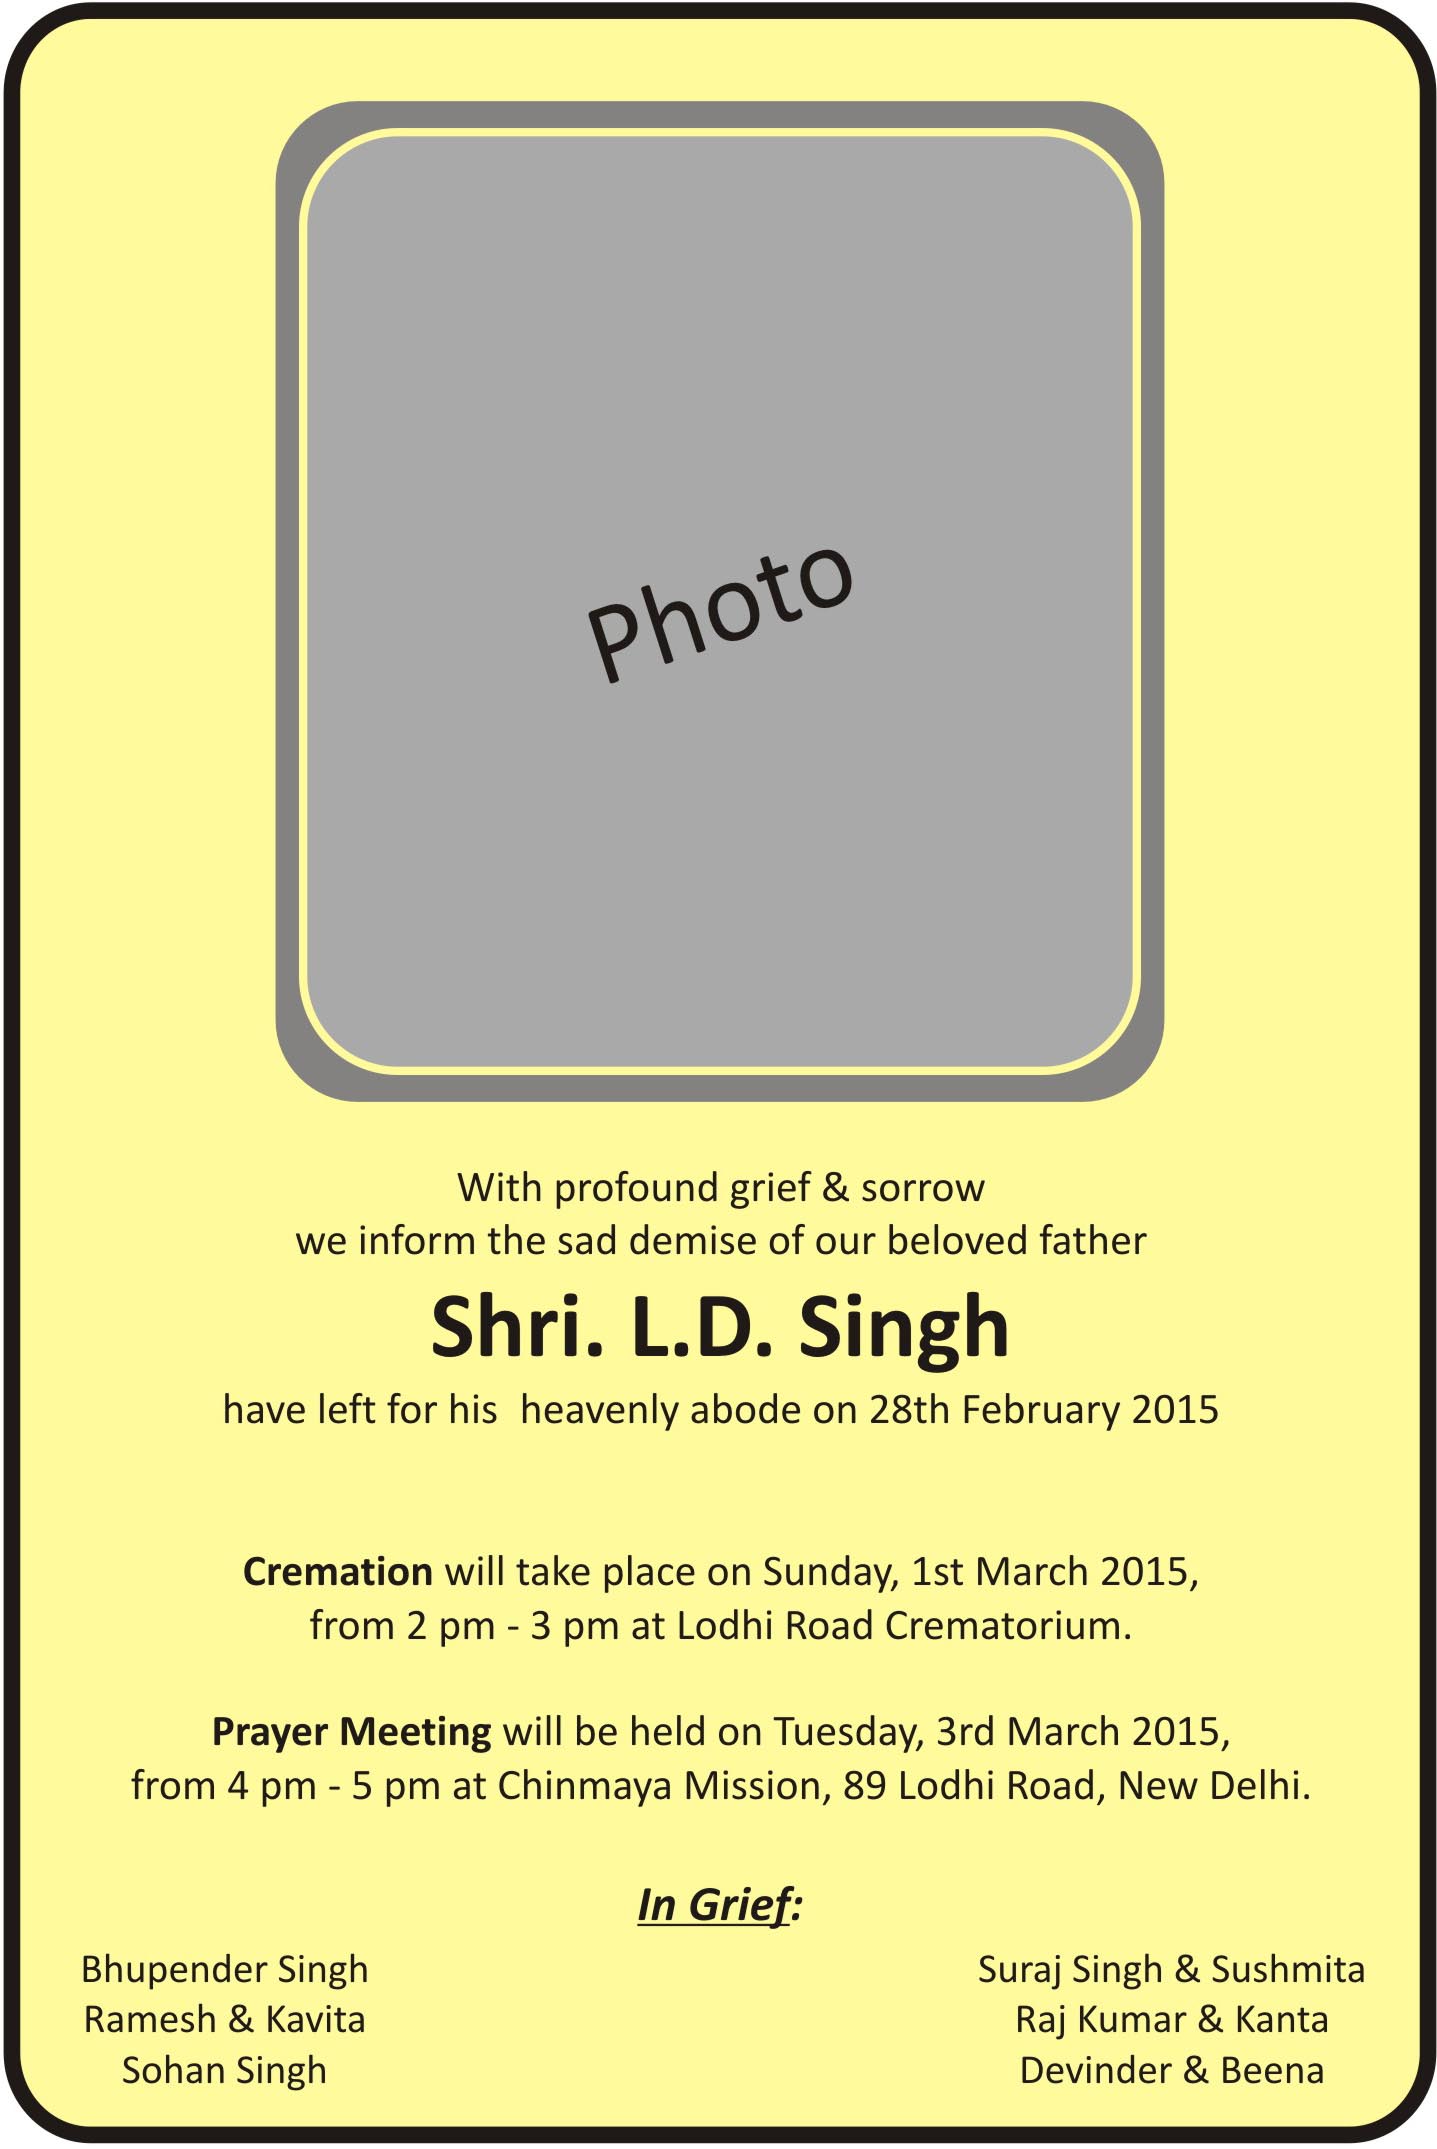 Photo
With profound grief & sorrow
we inform the sad demise of our beloved father
Shri. L.D. Singh
have left for his  heavenly abode on 28th February 2015
Cremation will take place on Sunday, 1st March 2015,
from 2 pm - 3 pm at Lodhi Road Crematorium.
Prayer Meeting will be held on Tuesday, 3rd March 2015,
from 4 pm - 5 pm at Chinmaya Mission, 89 Lodhi Road, New Delhi.
In Grief:
Bhupender Singh
Ramesh & Kavita
Sohan Singh
Suraj Singh & Sushmita
Raj Kumar & Kanta
Devinder & Beena